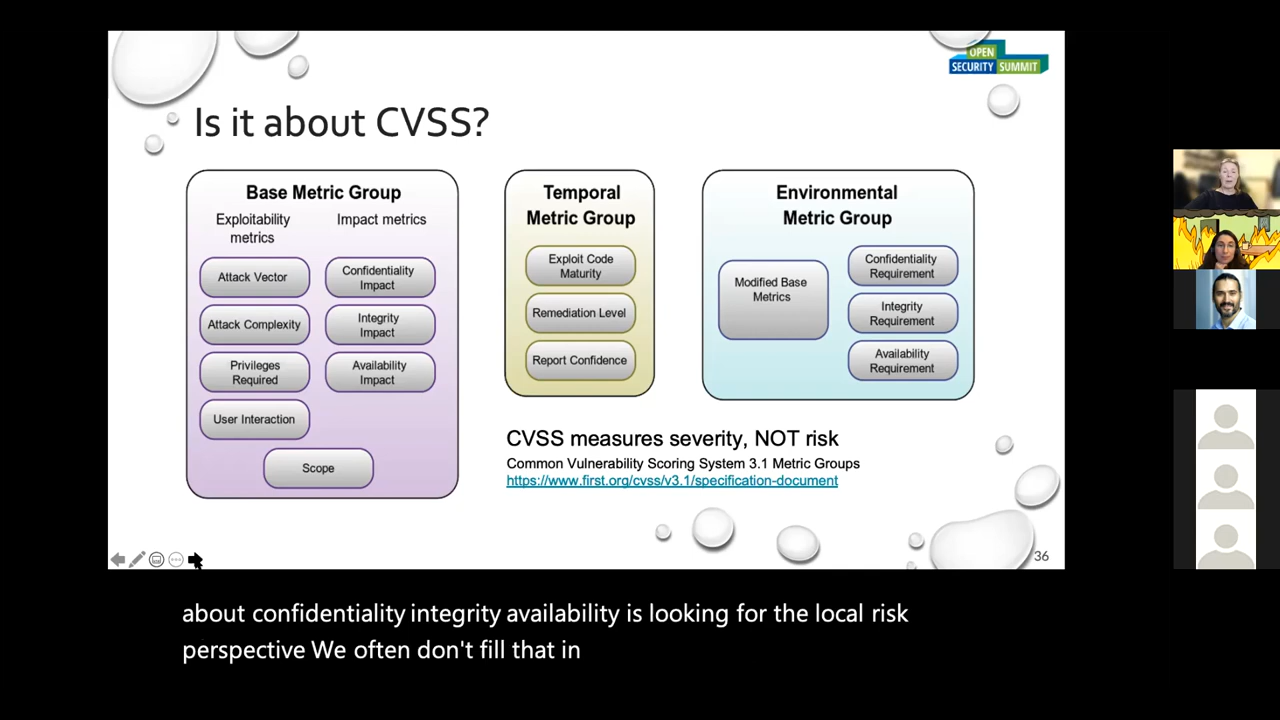 OPEN
SECURITY SUMMIT
Is it about CVSS?
Base Metric Group
Exploitability
metrics
Impact metrics
Attack Vector
Attack Complexity
Privileges
Required
User Interaction
Confidentiality
Impact
Integrity
Impact
Availability
Impact
Scope
Temporal
Metric Group
Exploit Code
Maturity
Remediation Level
Report Confidence
Environmental
Metric Group
Modified Base
Metrics
Confidentiality
Requirement
Integrity
Requirement
Availability
Requirement
CVSS measures severity, NOT risk
Common Vulnerability Scoring System 3.1 Metric Groups
https://www.first.org/cvss/v3.1/specification-document
36
about confidentiality integrity availability is looking for the local risk
perspective We often don't fill that in